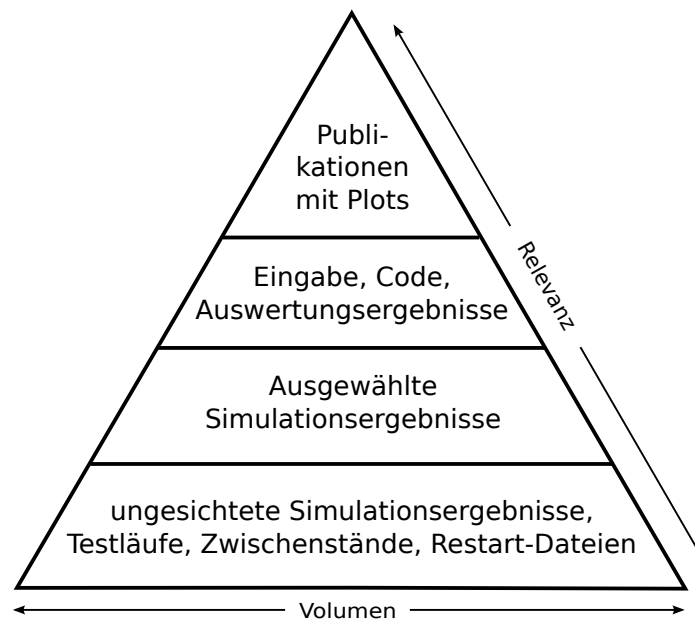 Publi-
kationen
mit Plots
Eingabe, Code,
Auswertungsergebnisse
Ausgewählte
Simulationsergebnisse
ungesichtete Simulationsergebnisse,
Testläufe, Zwischenstände, Restart-Dateien
Relevanz
Volumen